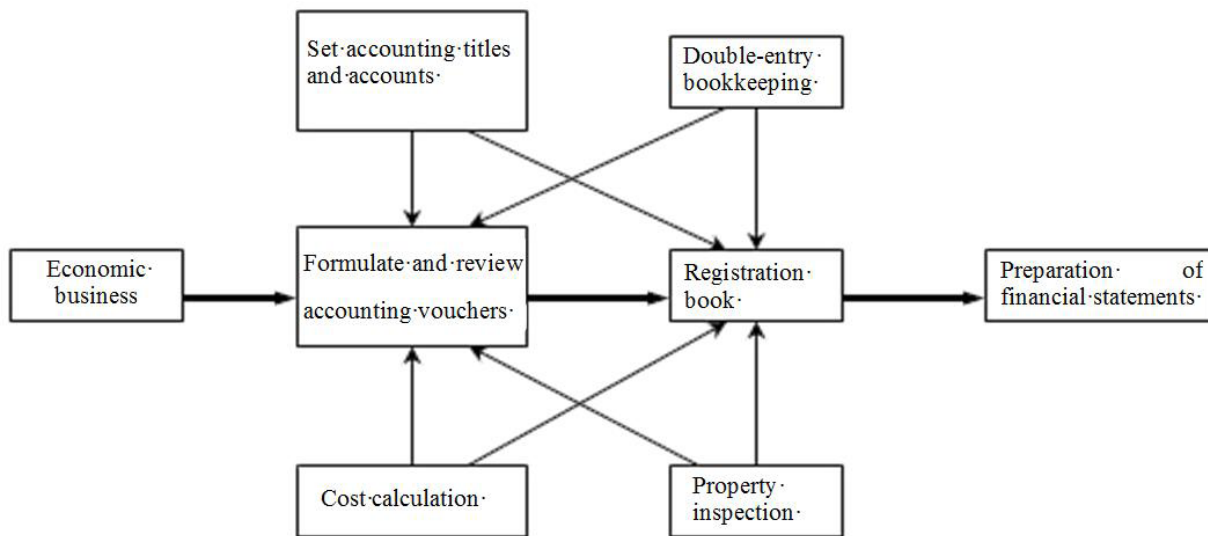 Set·accounting·titles
and·accounts·
Double-entry·
bookkeeping·
Economic·
business
Formulate·and·review
accounting·vouchers·
Registration·
book·
Preparation· of
financial·statements·
Cost·calculation·
Property·
inspection·